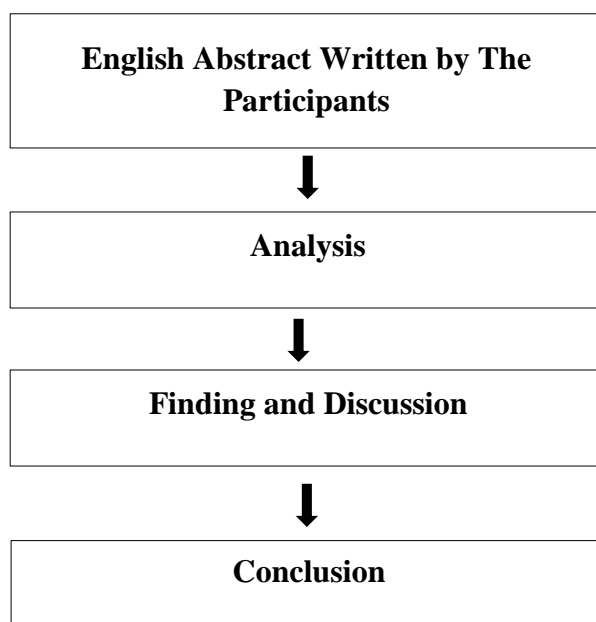 English Abstract Written by The
Participants
Analysis
Finding and Discussion
Conclusion